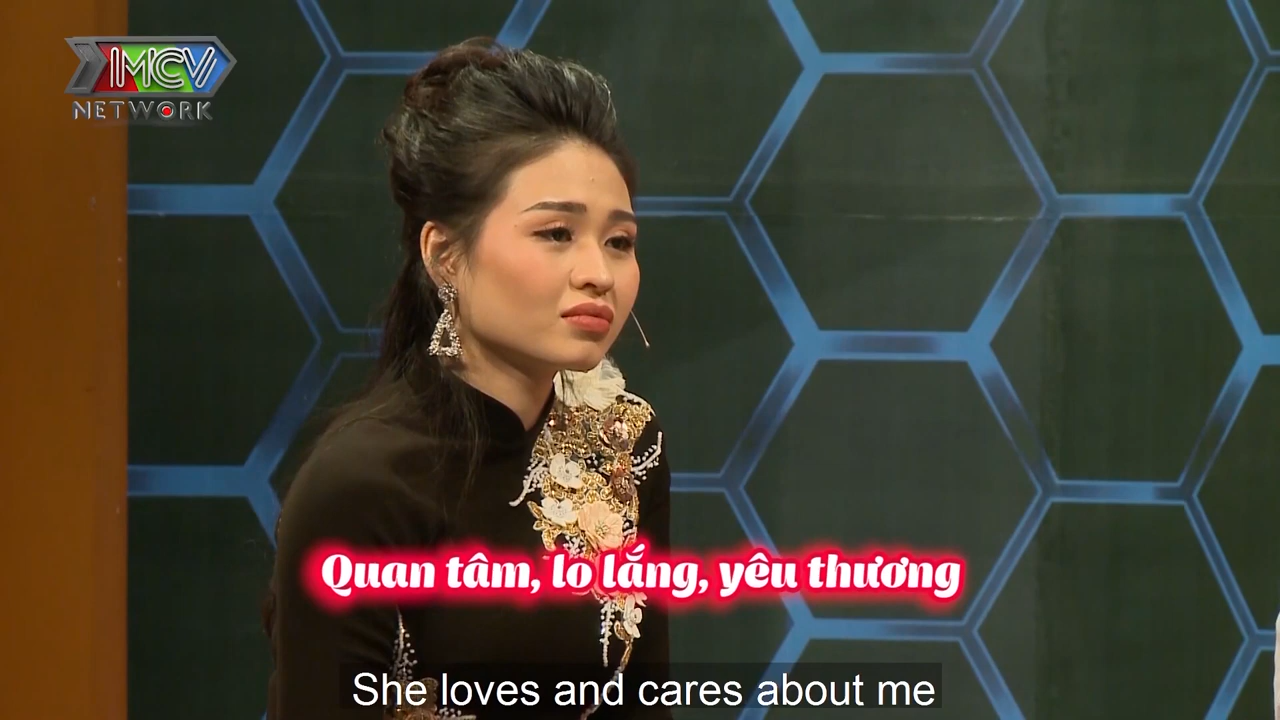 MCV
NETWORK
Quan tâm, lo lắng, yêu thương
She loves and cares about me